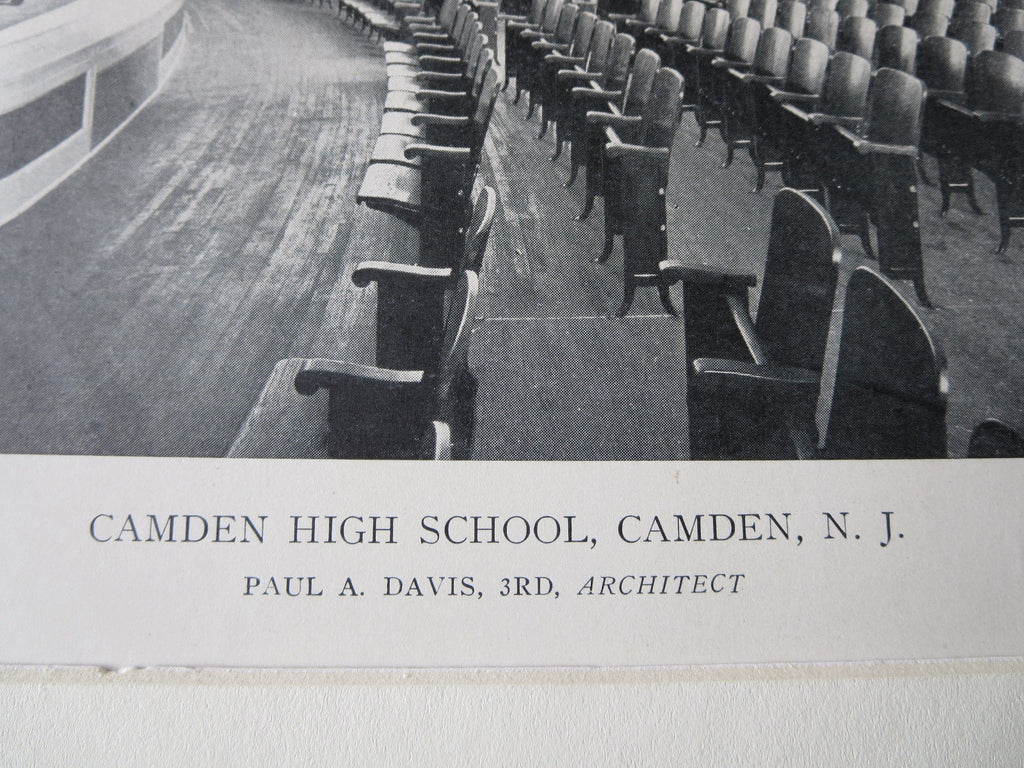 CAMDEN HIGH SCHOOL, CAMDEN, N. J.
PAUL A. DAVIS, 3RD, ARCHITECT